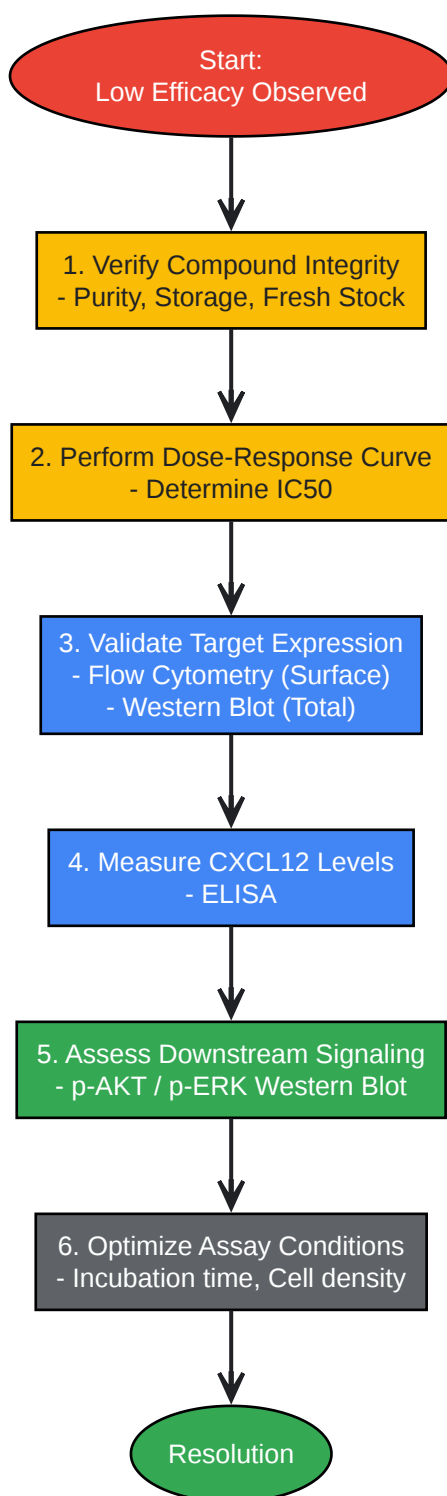 Start:
Low Efficacy Observed
1. Verify Compound Integrity
- Purity, Storage, Fresh Stock
2. Perform Dose-Response Curve
- Determine IC50
3. Validate Target Expression
- Flow Cytometry (Surface)
- Western Blot (Total)
4. Measure CXCL12 Levels
- ELISA
5. Assess Downstream Signaling
- p-AKT / p-ERK Western Blot
6. Optimize Assay Conditions
- Incubation time, Cell density
Resolution